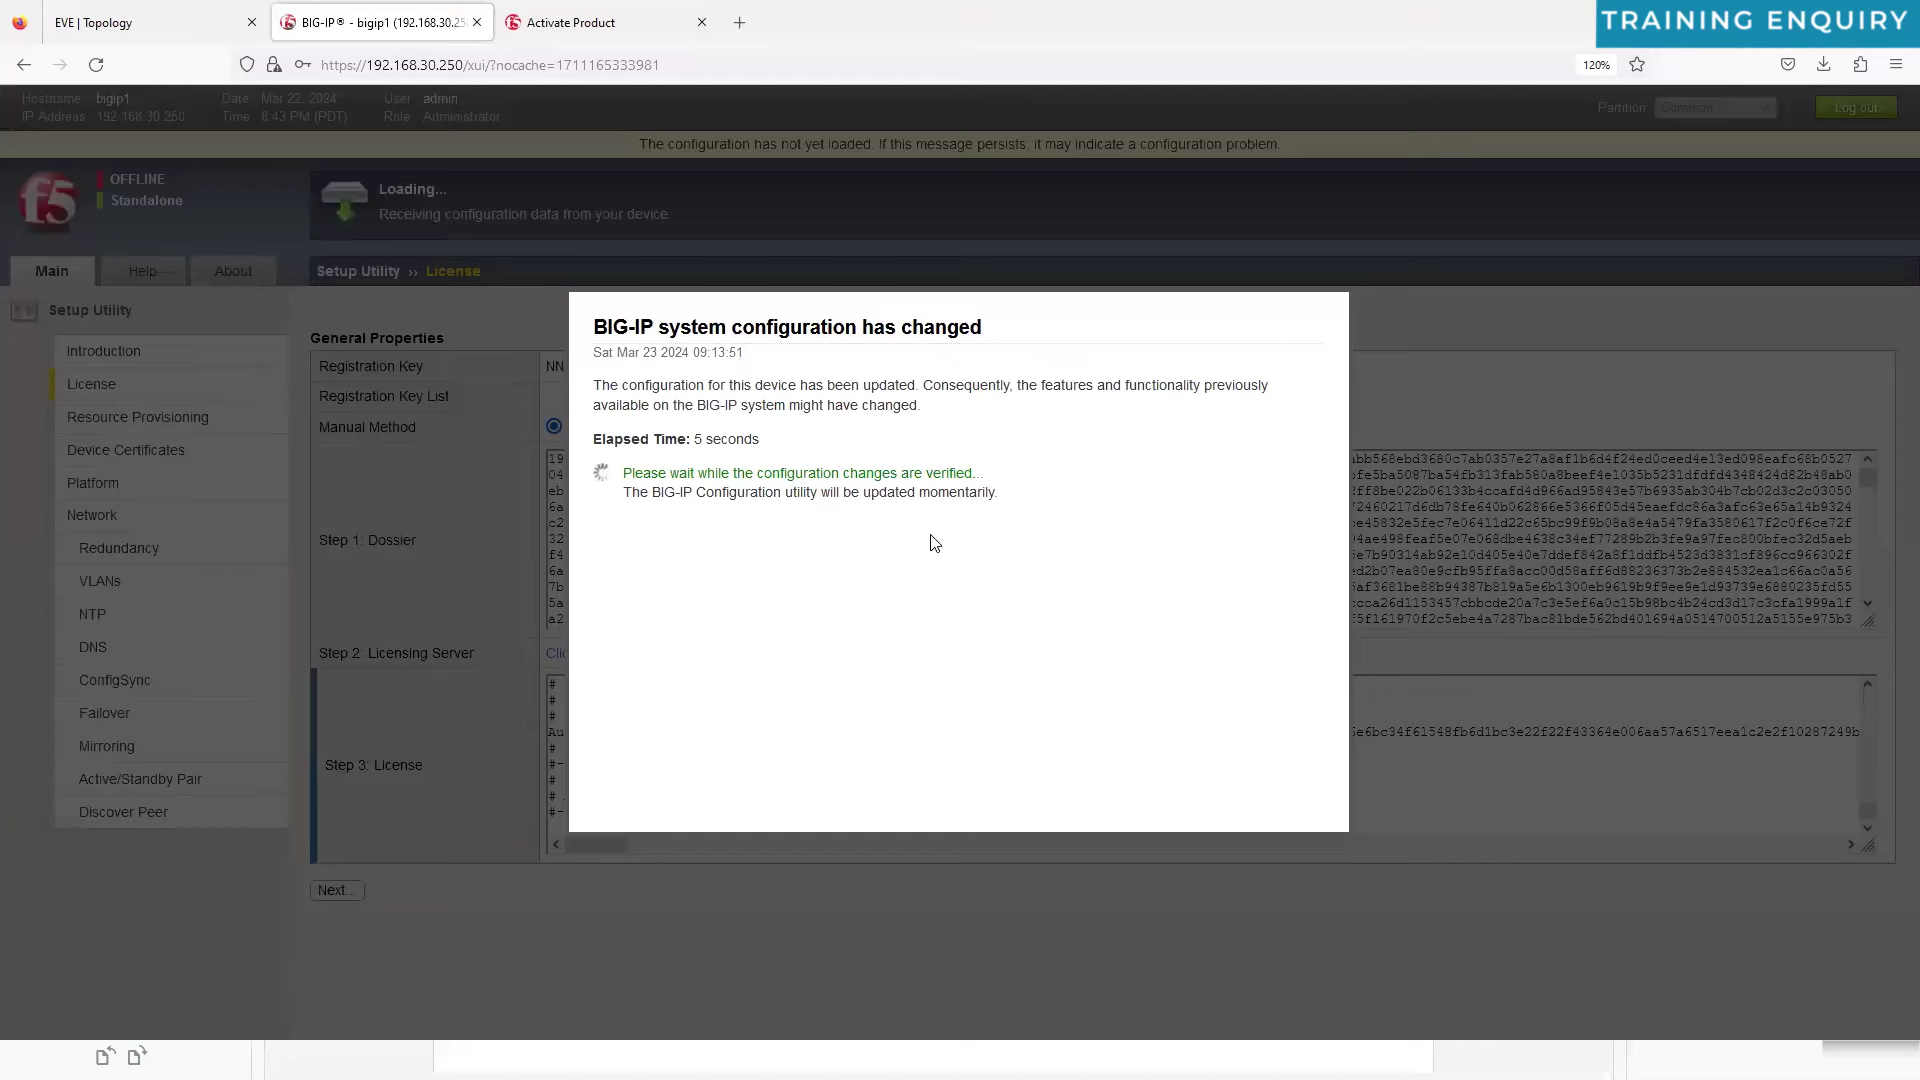 EVE | Topology
BIG-IP® - bigip1 (192.168.30.25
Activate Product
TRAINING ENQUIRY
https://192.168.30.250/xui/?nocache=1711165333981
120%
Hostname bigip1 Date Mar 22, 2024 User admin
IP Address 192.168.30.250 Time 8:43 PM (PDT) Role Administrator
Partition Common
Log out
The configuration has not yet loaded. If this message persists, it may indicate a configuration problem.
f5
OFFLINE
Standalone
Loading...
Receiving configuration data from your device.
Main
Help
About
Setup Utility ›› License
Setup Utility
Introduction
License
Resource Provisioning
Device Certificates
Platform
Network
Redundancy
VLANs
NTP
DNS
ConfigSync
Failover
Mirroring
Active/Standby Pair
Discover Peer
General Properties
Registration Key NN
Registration Key List
Manual Method
Step 1: Dossier
Step 2: Licensing Server Clic
Step 3: License
Next...
BIG-IP system configuration has changed
Sat Mar 23 2024 09:13:51
The configuration for this device has been updated. Consequently, the features and functionality previously
available on the BIG-IP system might have changed.
Elapsed Time: 5 seconds
Please wait while the configuration changes are verified...
The BIG-IP Configuration utility will be updated momentarily.